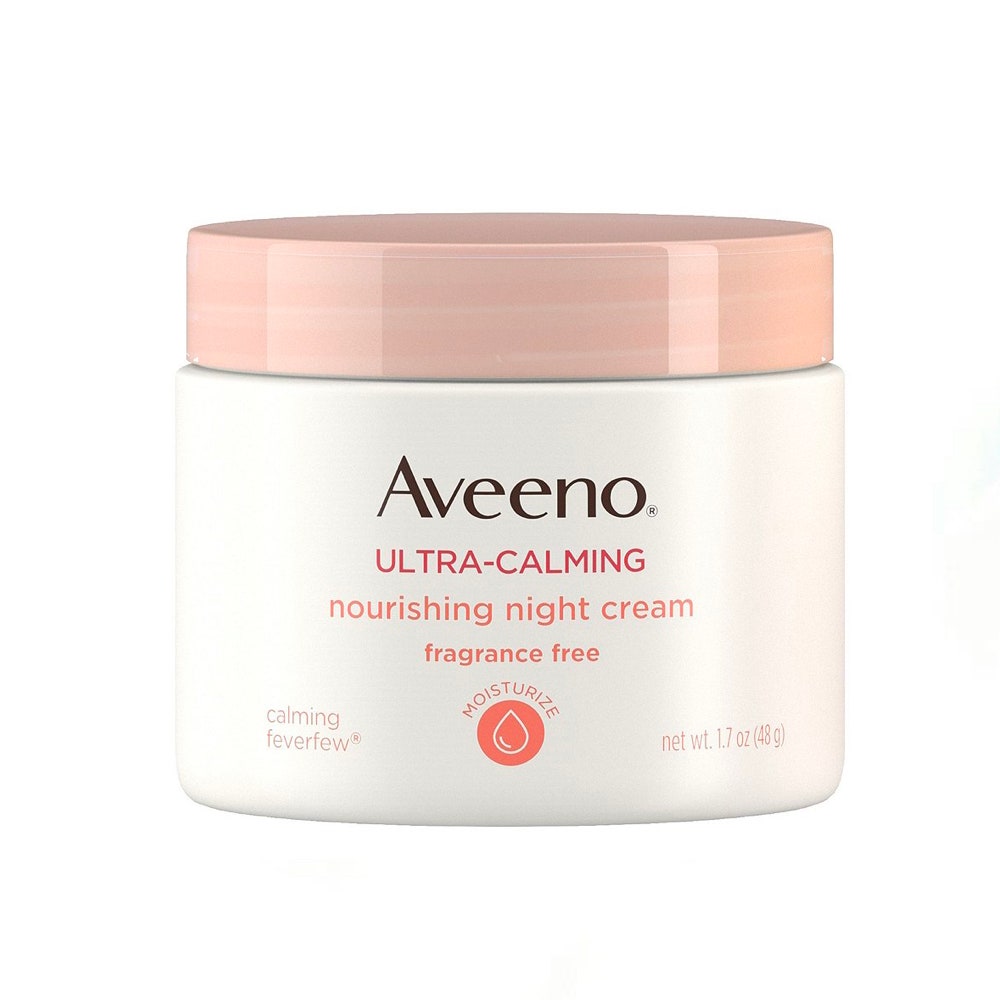 Aveeno®
ULTRA-CALMING
nourishing night cream
fragrance free
MOISTURIZE
calming
feverfew®
net wt. 1.7 oz (48 g)